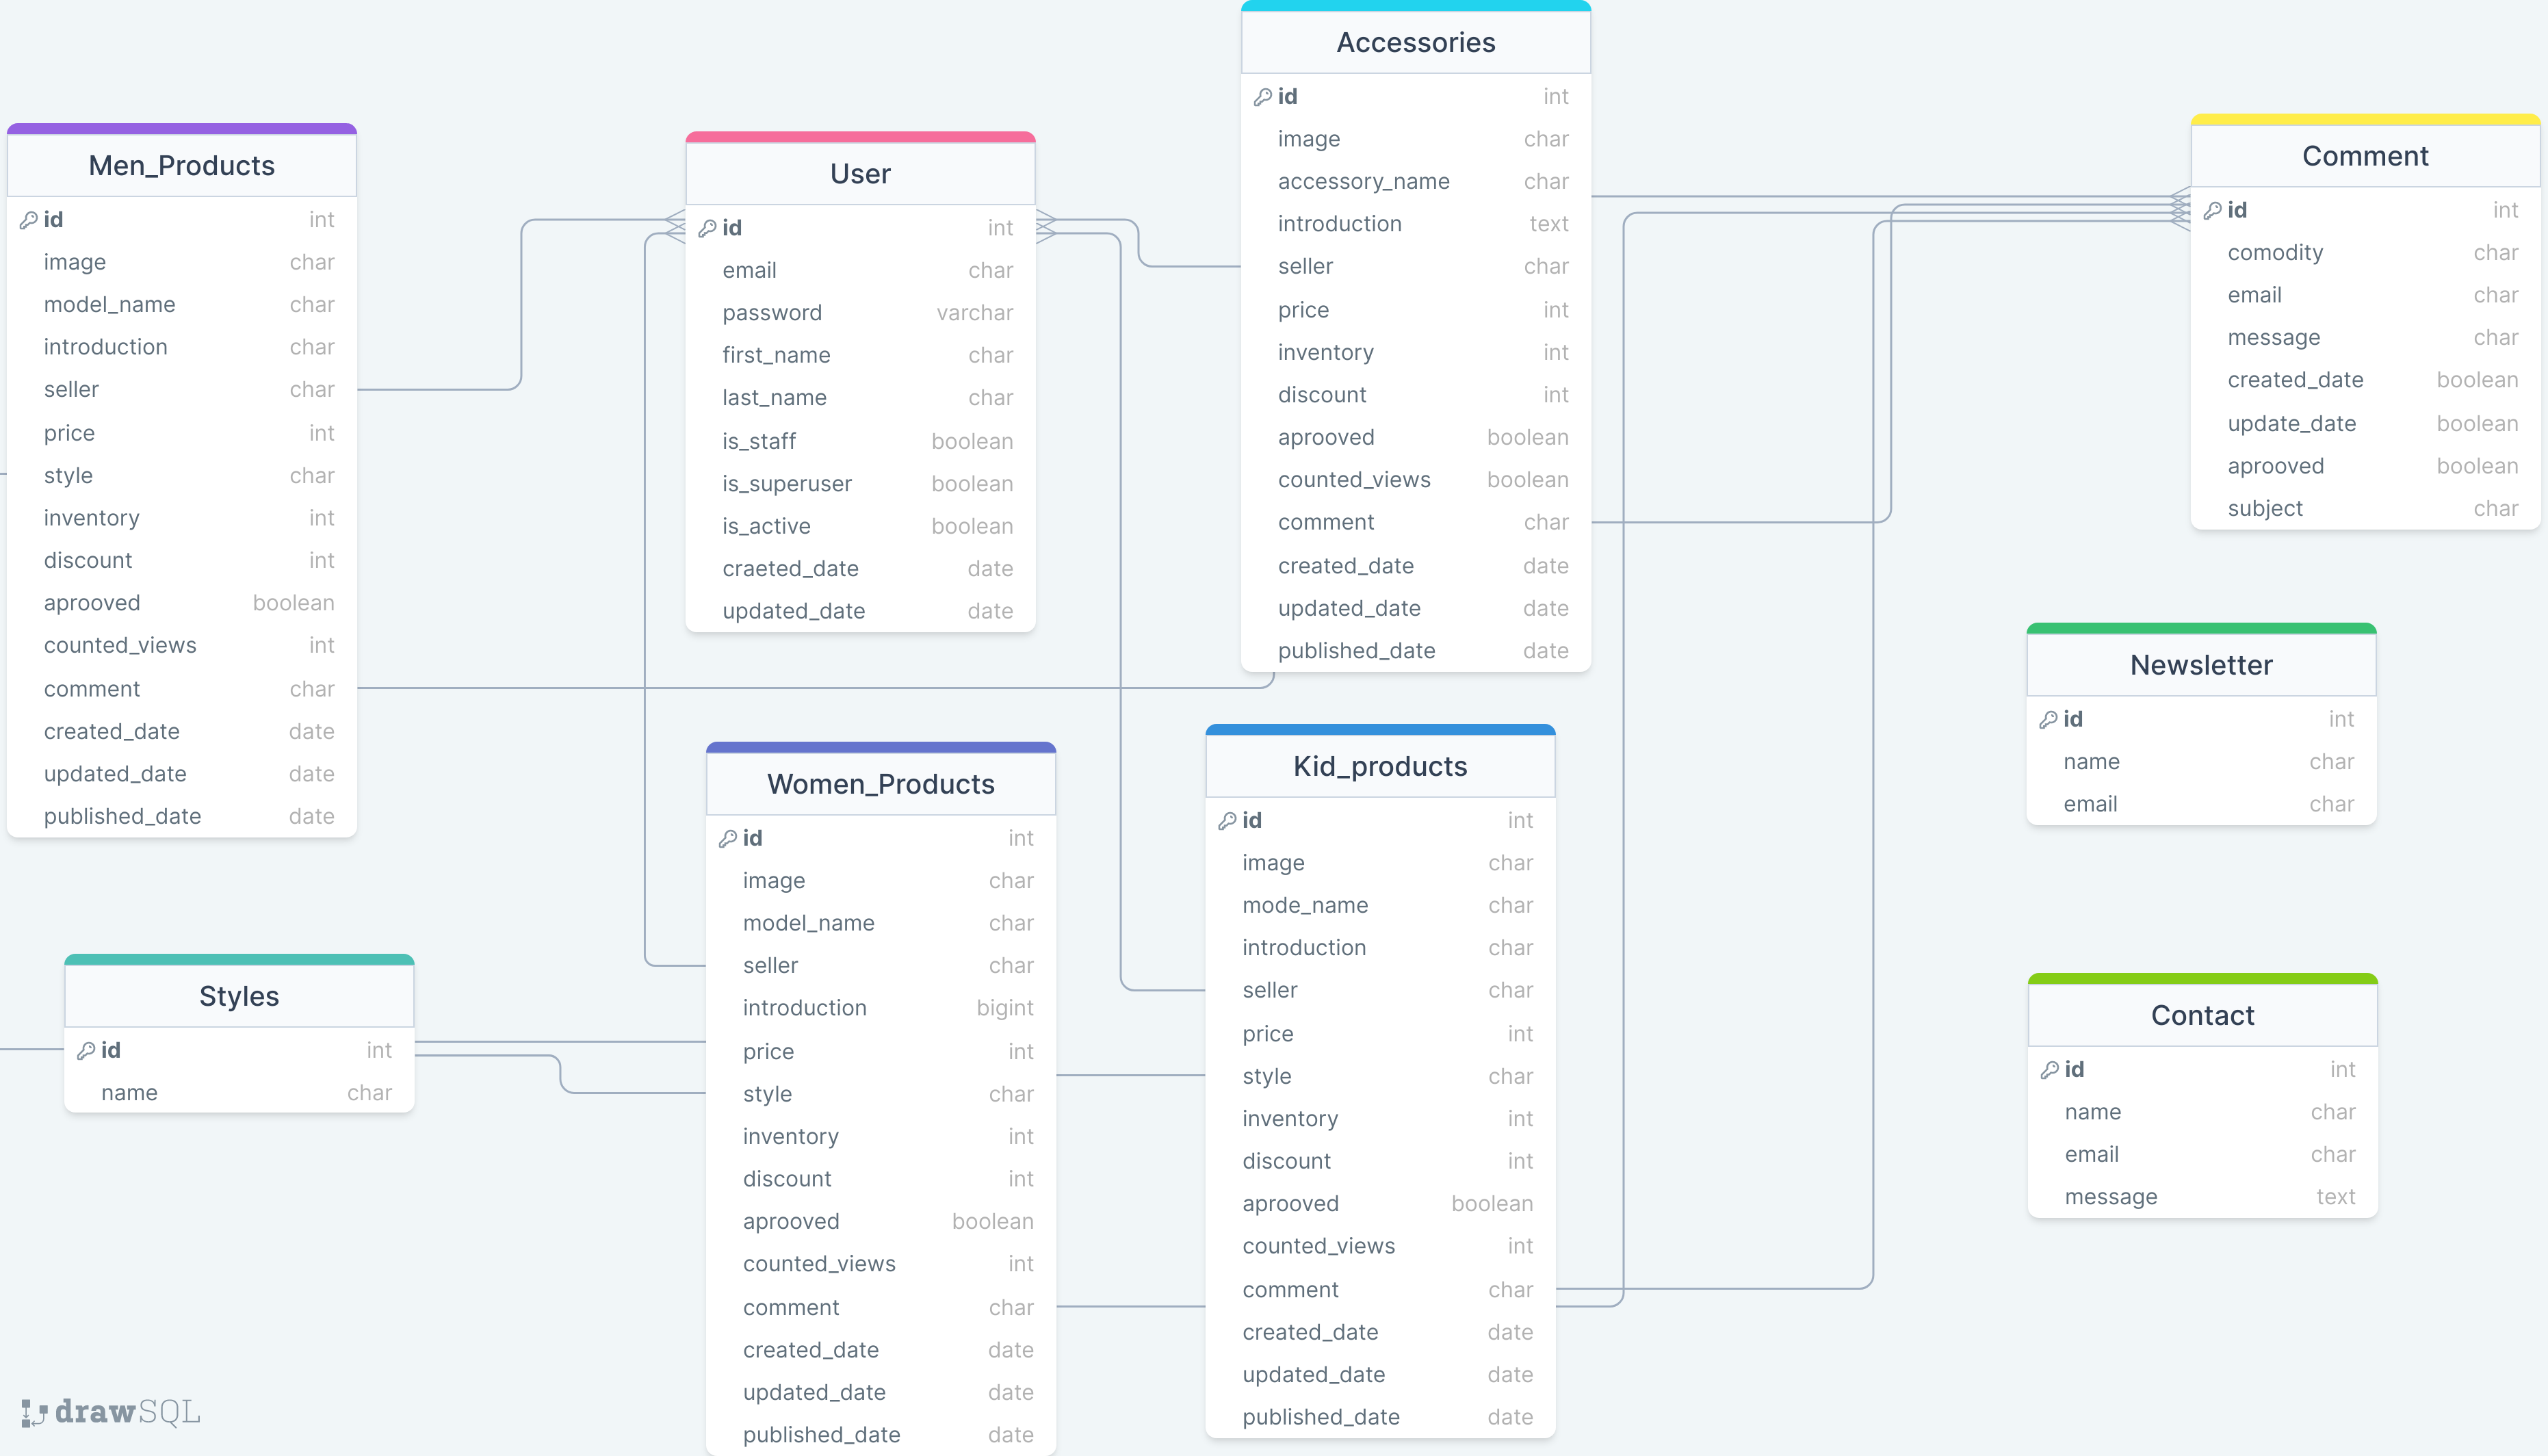 Men_Products
id int
image char
model_name char
introduction char
seller char
price int
style char
inventory int
discount int
aprooved boolean
counted_views int
comment char
created_date date
updated_date date
published_date date
User
id int
email char
password varchar
first_name char
last_name char
is_staff boolean
is_superuser boolean
is_active boolean
craeted_date date
updated_date date
Accessories
id int
image char
accessory_name char
introduction text
seller char
price int
inventory int
discount int
aprooved boolean
counted_views boolean
comment char
created_date date
updated_date date
published_date date
Comment
id int
comodity char
email char
message char
created_date boolean
update_date boolean
aprooved boolean
subject char
Newsletter
id int
name char
email char
Styles
id int
name char
Women_Products
id int
image char
model_name char
seller char
introduction bigint
price int
style char
inventory int
discount int
aprooved boolean
counted_views int
comment char
created_date date
updated_date date
published_date date
Kid_products
id int
image char
mode_name char
introduction char
seller char
price int
style char
inventory int
discount int
aprooved boolean
counted_views int
comment char
created_date date
updated_date date
published_date date
Contact
id int
name char
email char
message text
drawSQL